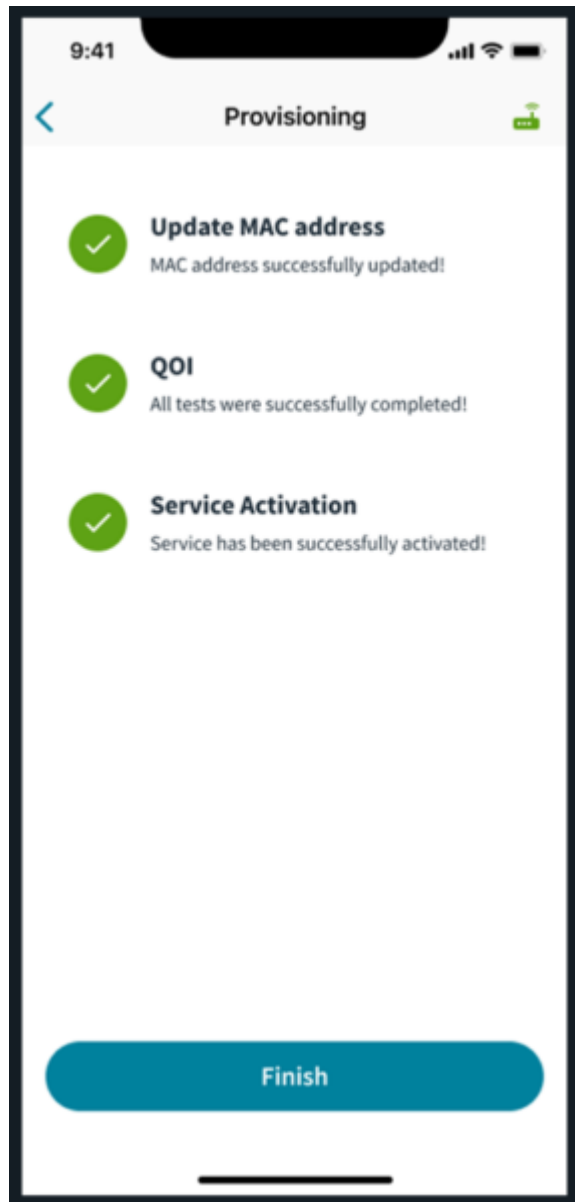 9:41
Provisioning
Update MAC address
MAC address successfully updated!
QOI
All tests were successfully completed!
Service Activation
Service has been successfully activated!
Finish